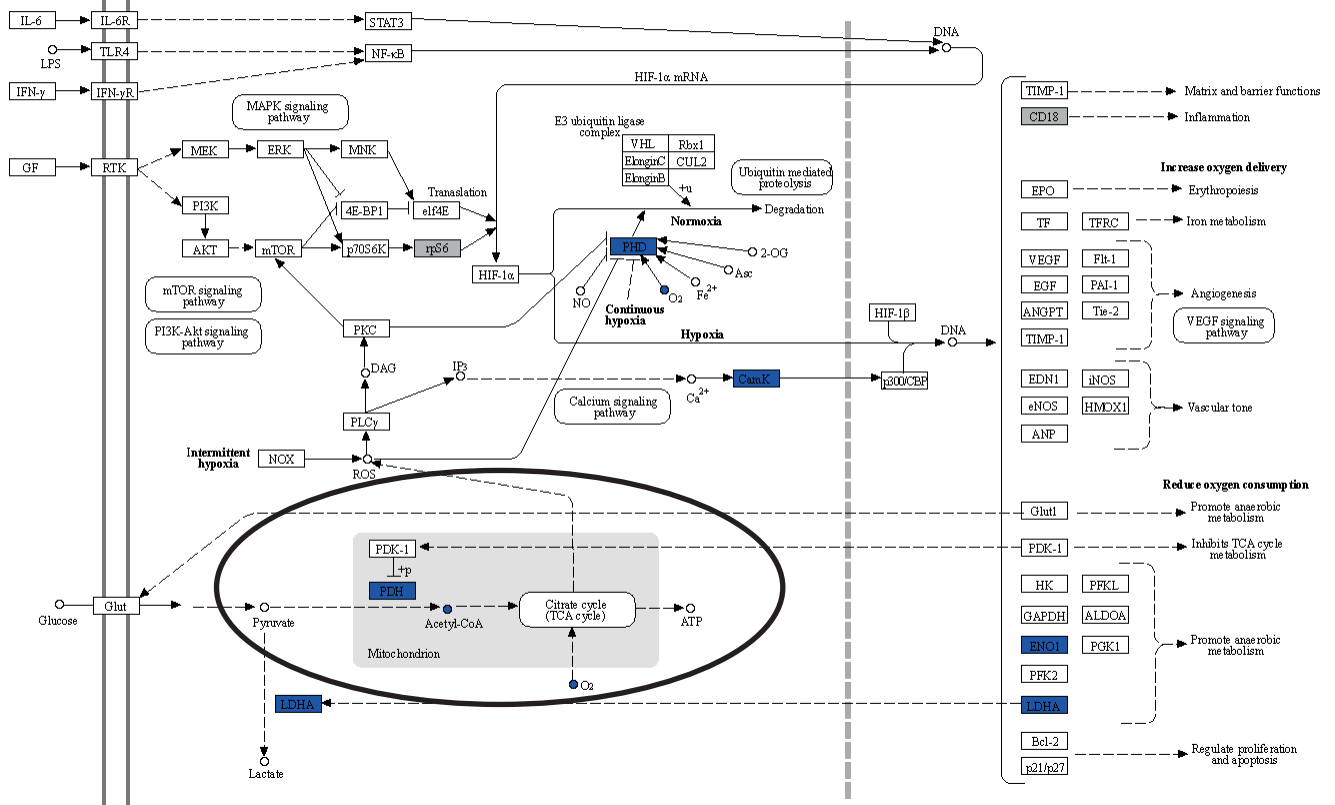 IL-6
IL-6R
STAT3
DNA
LPS
TLR4
NF-κB
IFN-γ
IFN-γR
HIF-1α mRNA
TIMP-1
Matrix and barrier functions
CD18
Inflammation
MAPK signaling
pathway
E3 ubiquitin ligase
complex
VHL
Rbx1
ElonginC
CUL2
ElonginB
+u
Ubiquitin mediated
proteolysis
GF
RTK
MEK
ERK
MNK
Translation
PI3K
4E-BP1
elf4E
Degradation
Normoxia
AKT
mTOR
p70S6K
rpS6
PHD
2-OG
Asc
Fe2+
O2
NO
HIF-1α
Continuous
hypoxia
Increase oxygen delivery
EPO
Erythropoiesis
TF
TFRC
Iron metabolism
VEGF
Flt-1
EGF
PAI-1
Angiogenesis
ANGPT
Tie-2
VEGF signaling
pathway
TIMP-1
mTOR signaling
pathway
PI3K-Akt signaling
pathway
PKC
Hypoxia
HIF-1β
DNA
DAG
IP3
Ca2+
CamK
p300/CBP
Calcium signaling
pathway
PLCγ
EDN1
iNOS
eNOS
HMOX1
Vascular tone
ANP
Intermittent
hypoxia
NOX
ROS
Reduce oxygen consumption
Glut1
Promote anaerobic
metabolism
PDK-1
Inhibits TCA cycle
metabolism
PDK-1
+p
PDH
HK
PFKL
GAPDH
ALDOA
ENO1
PGK1
Promote anaerobic
metabolism
PFK2
LDHA
Glucose
Glut
Pyruvate
Acetyl-CoA
Citrate cycle
(TCA cycle)
ATP
Mitochondrion
O2
LDHA
Lactate
Bcl-2
p21/p27
Regulate proliferation
and apoptosis